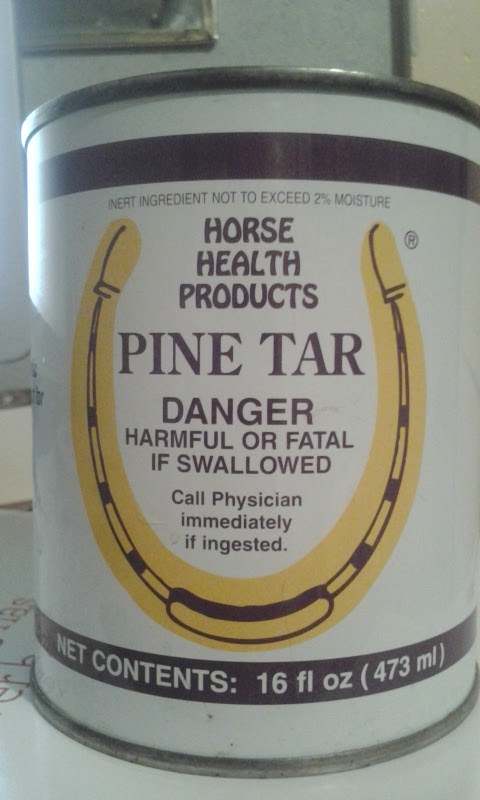 INERT INGREDIENT NOT TO EXCEED 2% MOISTURE
HORSE
HEALTH
PRODUCTS
®
PINE TAR
DANGER
HARMFUL OR FATAL
IF SWALLOWED
Call Physician
immediately
if ingested.
NET CONTENTS: 16 fl oz (473 ml)